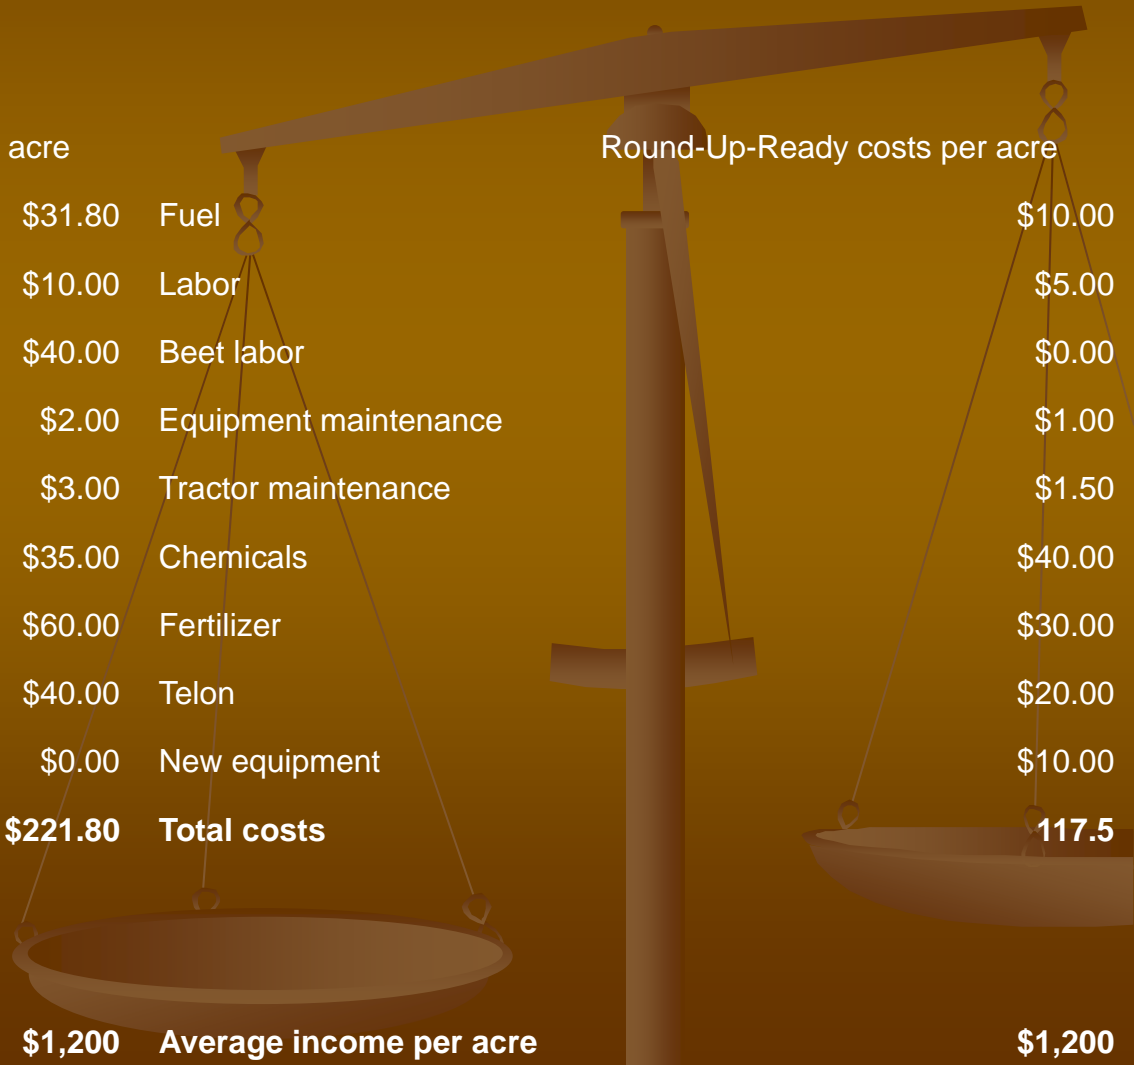 acre Round-Up-Ready costs per acre
$31.80 Fuel $10.00
$10.00 Labor $5.00
$40.00 Beet labor $0.00
$2.00 Equipment maintenance $1.00
$3.00 Tractor maintenance $1.50
$35.00 Chemicals $40.00
$60.00 Fertilizer $30.00
$40.00 Telon $20.00
$0.00 New equipment $10.00
$221.80 Total costs 117.5
$1,200 Average income per acre $1,200